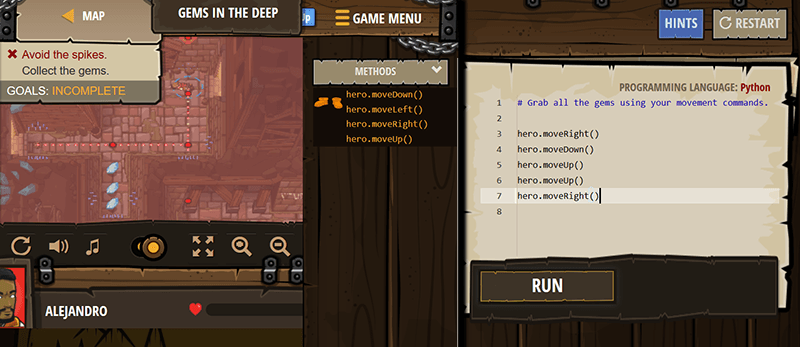 MAP
GEMS IN THE DEEP
GAME MENU
HINTS
RESTART
Avoid the spikes.
Collect the gems.
GOALS: INCOMPLETE
METHODS
hero.moveDown()
hero.moveLeft()
hero.moveRight()
hero.moveUp()
PROGRAMMING LANGUAGE: Python
1 # Grab all the gems using your movement commands.
2
3 hero.moveRight()
4 hero.moveDown()
5 hero.moveUp()
6 hero.moveUp()
7 hero.moveRight()
8
RUN
ALEJANDRO